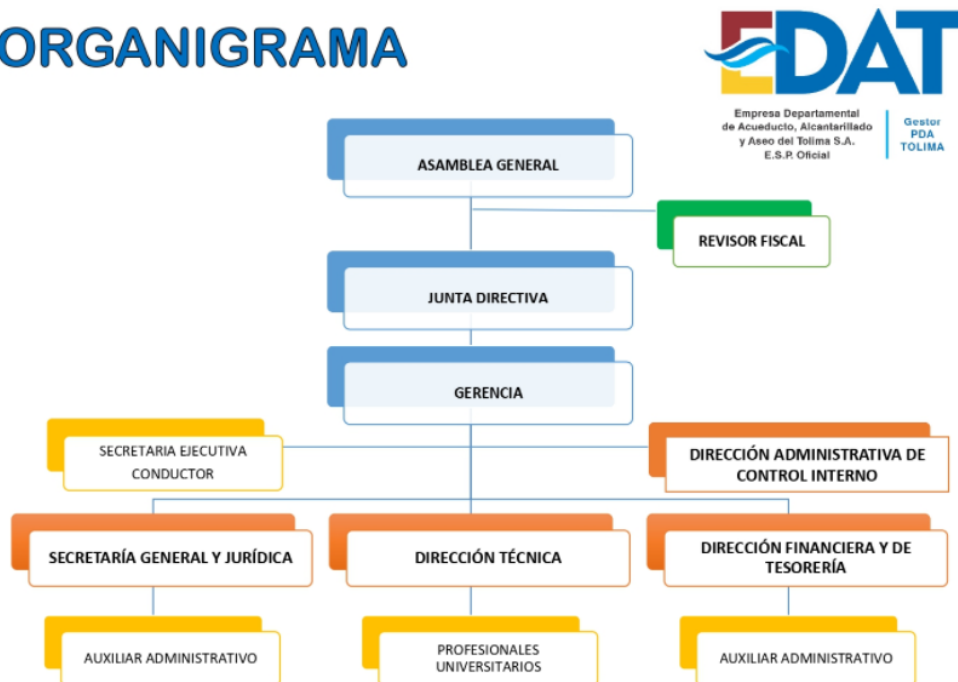 ORGANIGRAMA
EDAT
Empresa Departamental
de Acueducto, Alcantarillado
y Aseo del Tolima S.A.
E.S.P. Oficial
Gestor
PDA
TOLIMA
ASAMBLEA GENERAL
REVISOR FISCAL
JUNTA DIRECTIVA
GERENCIA
SECRETARIA EJECUTIVA
CONDUCTOR
DIRECCIÓN ADMINISTRATIVA DE
CONTROL INTERNO
SECRETARÍA GENERAL Y JURÍDICA
DIRECCIÓN TÉCNICA
DIRECCIÓN FINANCIERA Y DE
TESORERÍA
AUXILIAR ADMINISTRATIVO
PROFESIONALES
UNIVERSITARIOS
AUXILIAR ADMINISTRATIVO